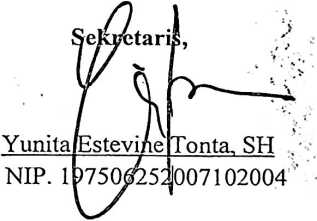 Sekretaris,
Yunita Estevine Tonta, SH
NIP. 197506252007102004